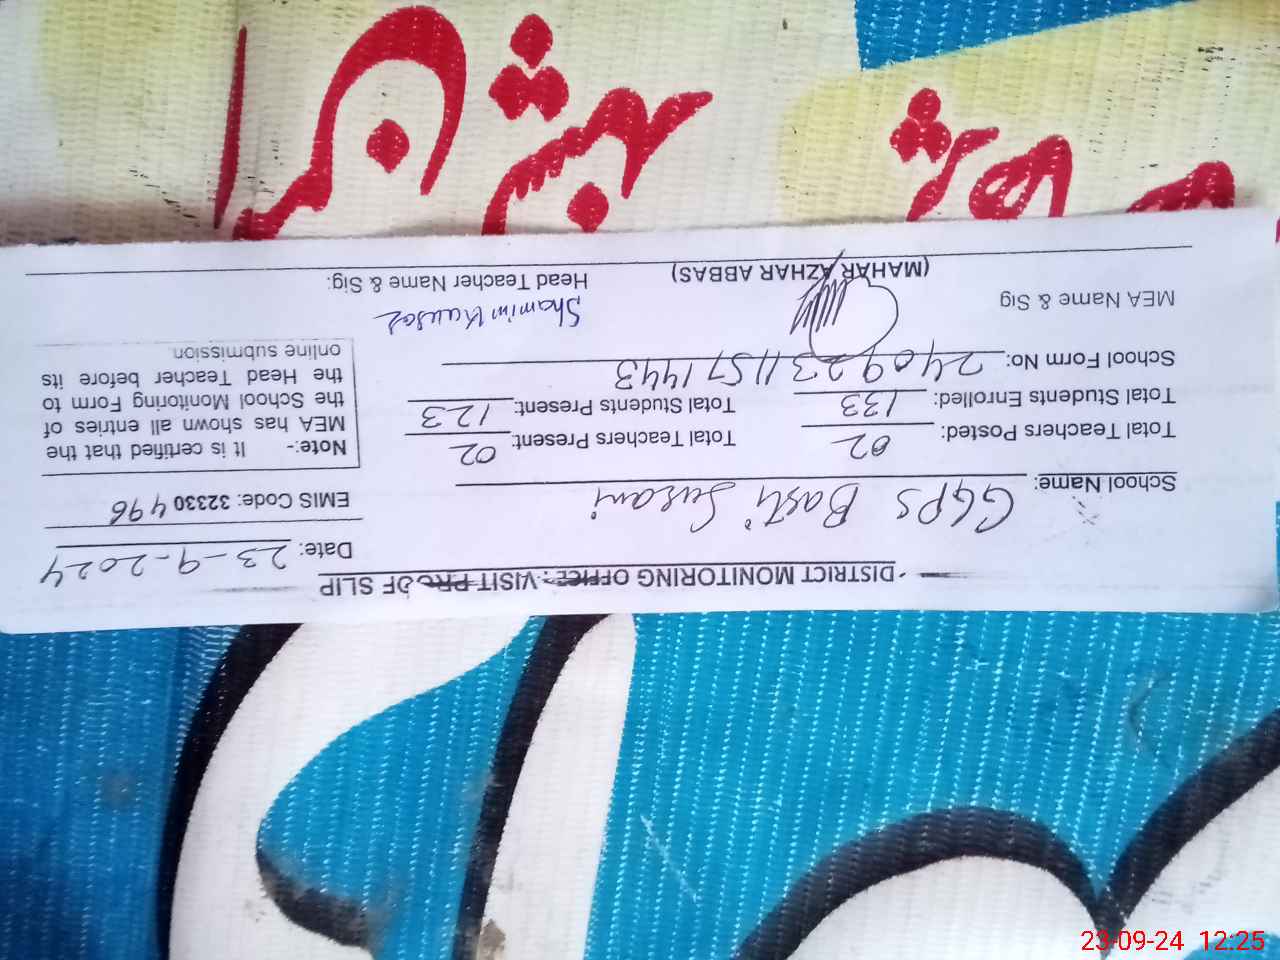 DISTRICT MONITORING OFFICE: VISIT PROOF SLIP
Date: 23-9-2024
School Name: GGPS Basti Susani
EMIS Code: 32330496
Total Teachers Posted: 02 Total Teachers Present: 02
Total Students Enrolled: 133 Total Students Present: 123
School Form No: 24092311571443
Note:- It is certified that the
MEA has shown all entries of
the School Monitoring Form to
the Head Teacher before its
online submission
MEA Name & Sig
(MAHAR AZHAR ABBAS)
Shamim Kausar
Head Teacher Name & Sig:
23-09-24 12:25